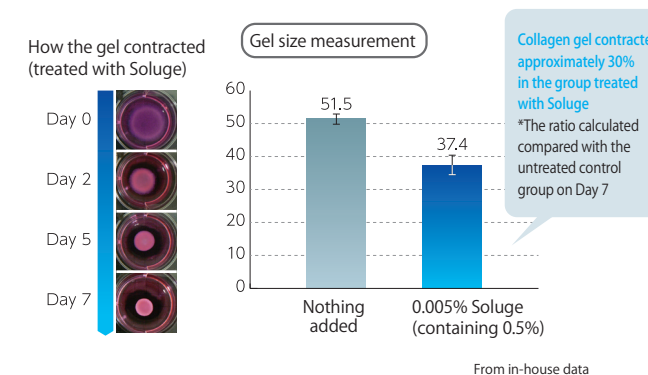 How the gel contracted
(treated with Soluge)
Day 0
Day 2
Day 5
Day 7
Gel size measurement
60
50
40
30
20
10
0
51.5
37.4
Nothing
added
0.005% Soluge
(containing 0.5%)
Collagen gel contracte
approximately 30%
in the group treated
with Soluge
*The ratio calculated
compared with the
untreated control
group on Day 7
From in-house data